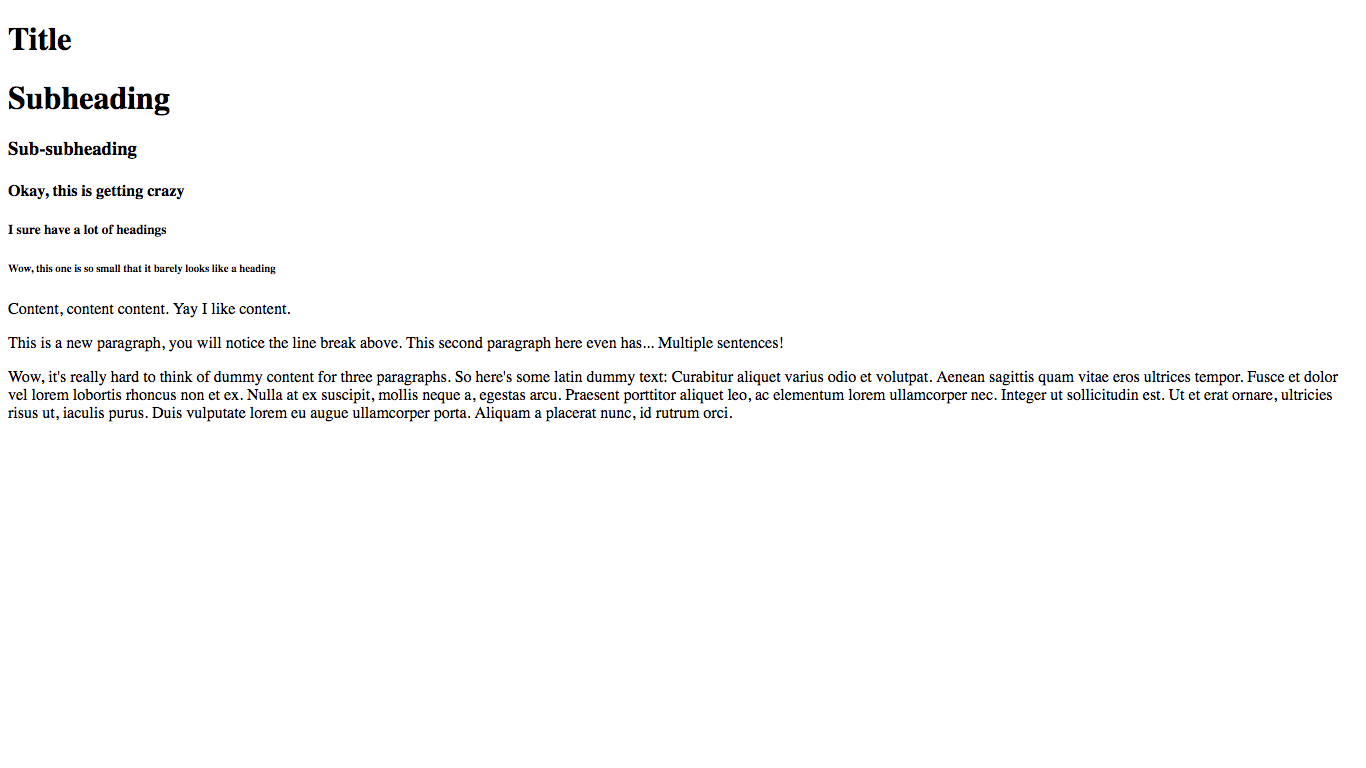 Title
Subheading
Sub-subheading
Okay, this is getting crazy
I sure have a lot of headings
Wow, this one is so small that it barely looks like a heading
Content, content content. Yay I like content.
This is a new paragraph, you will notice the line break above. This second paragraph here even has... Multiple sentences!
Wow, it's really hard to think of dummy content for three paragraphs. So here's some latin dummy text: Curabitur aliquet varius odio et volutpat. Aenean sagittis quam vitae eros ultrices tempor. Fusce et dolor
vel lorem lobortis rhoncus non et ex. Nulla at ex suscipit, mollis neque a, egestas arcu. Praesent porttitor aliquet leo, ac elementum lorem ullamcorper nec. Integer ut sollicitudin est. Ut et erat ornare, ultricies
risus ut, iaculis purus. Duis vulputate lorem eu augue ullamcorper porta. Aliquam a placerat nunc, id rutrum orci.